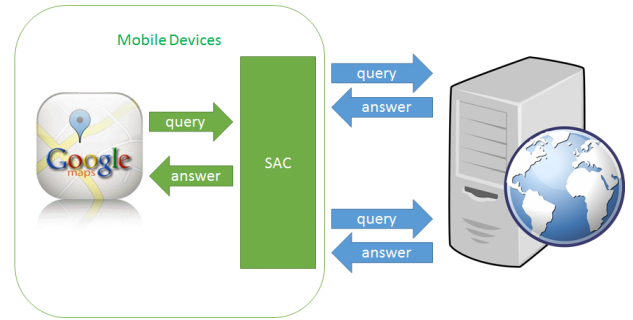 Mobile Devices
query
answer
Google
maps
query
answer
SAC
query
answer